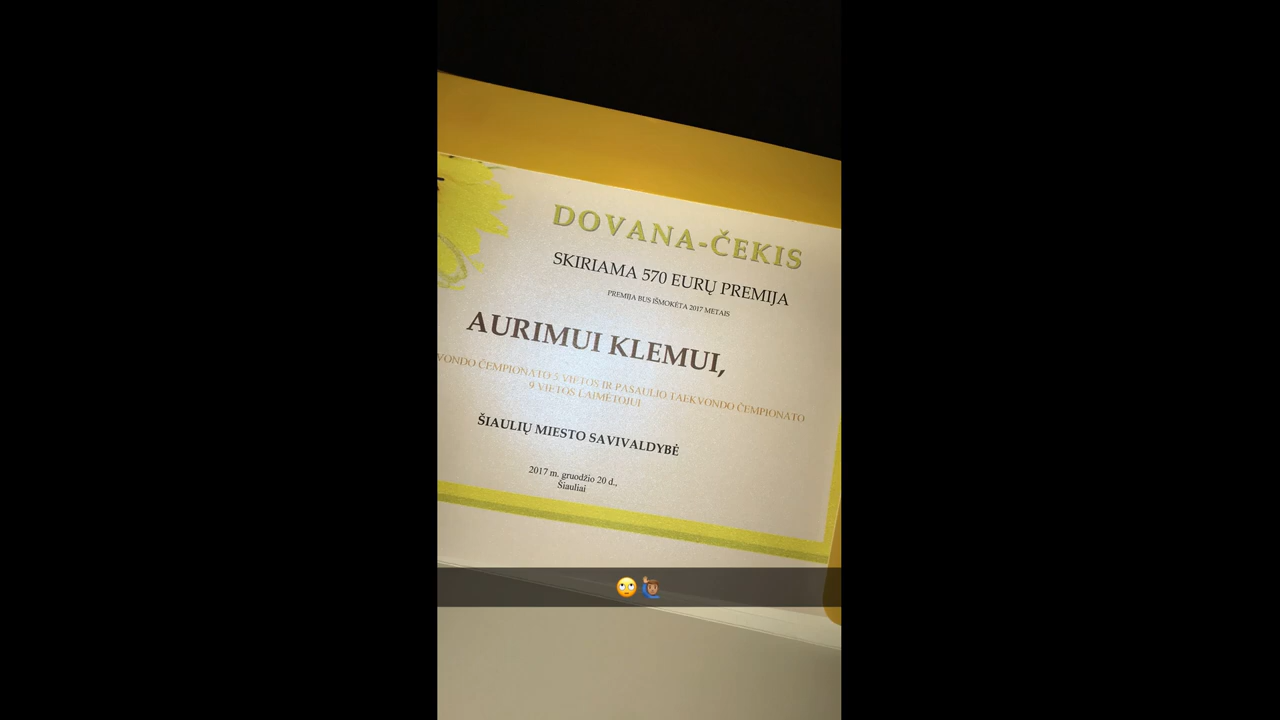 DOVANA-ČEKIS
SKIRIAMA 570 EURŲ PREMIJA
PREMIJA BUS IŠMOKĖTA 2017 METAIS
AURIMUI KLEMUI,
VONDO ČEMPIONATO 5 VIETOS IR PASAULIO TAEKVONDO ČEMPIONATO
9 VIETOS LAIMĖTOJUI
ŠIAULIŲ MIESTO SAVIVALDYBĖ
2017 m. gruodžio 20 d.,
Šiauliai